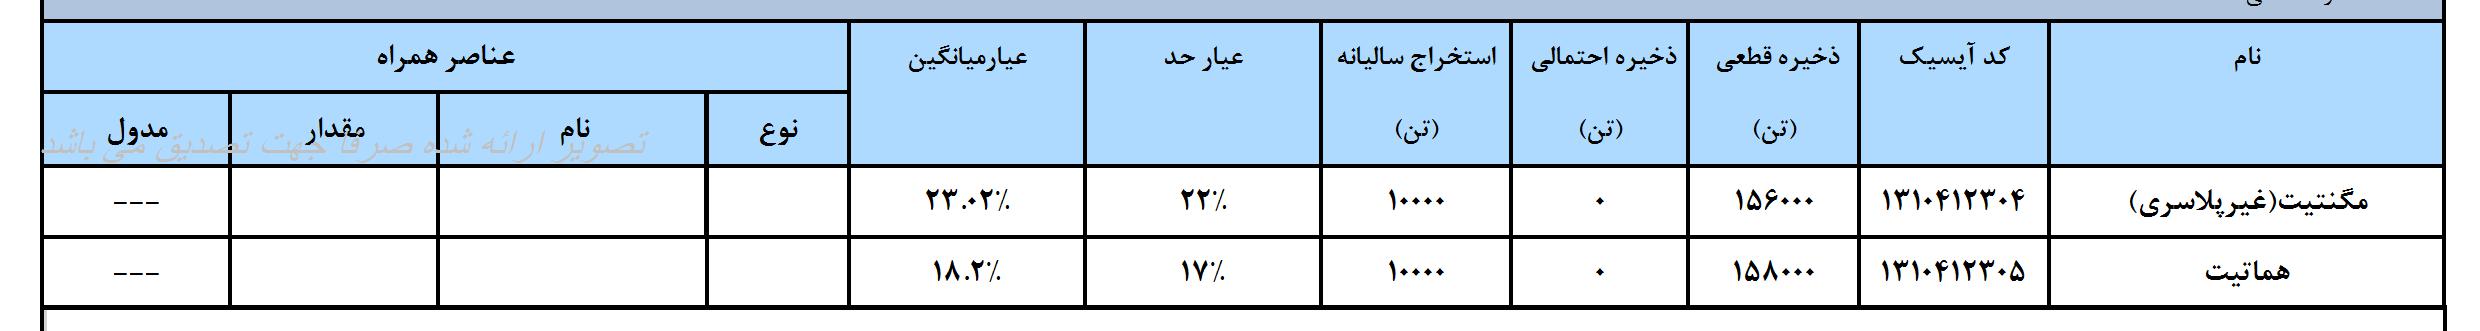 نام کد آیسیک ذخیره قطعی ذخیره احتمالی استخراج سالیانه عیار حد عیارمیانگین عناصر همراه
(تن) (تن) (تن) نوع نام مقدار مدول
تصویر ارائه شده صرفا جهت تصدیق می باشد
مگنتیت(غیرپلاسری) ۱۳۱۰۴۱۲۳۰۴ ۱۵۶۰۰۰ ۰ ۱۰۰۰۰ ۲۲٪ ۲۳.۰۲٪ ---
هماتیت ۱۳۱۰۴۱۲۳۰۵ ۱۵۸۰۰۰ ۰ ۱۰۰۰۰ ۱۷٪ ۱۸.۲٪ ---